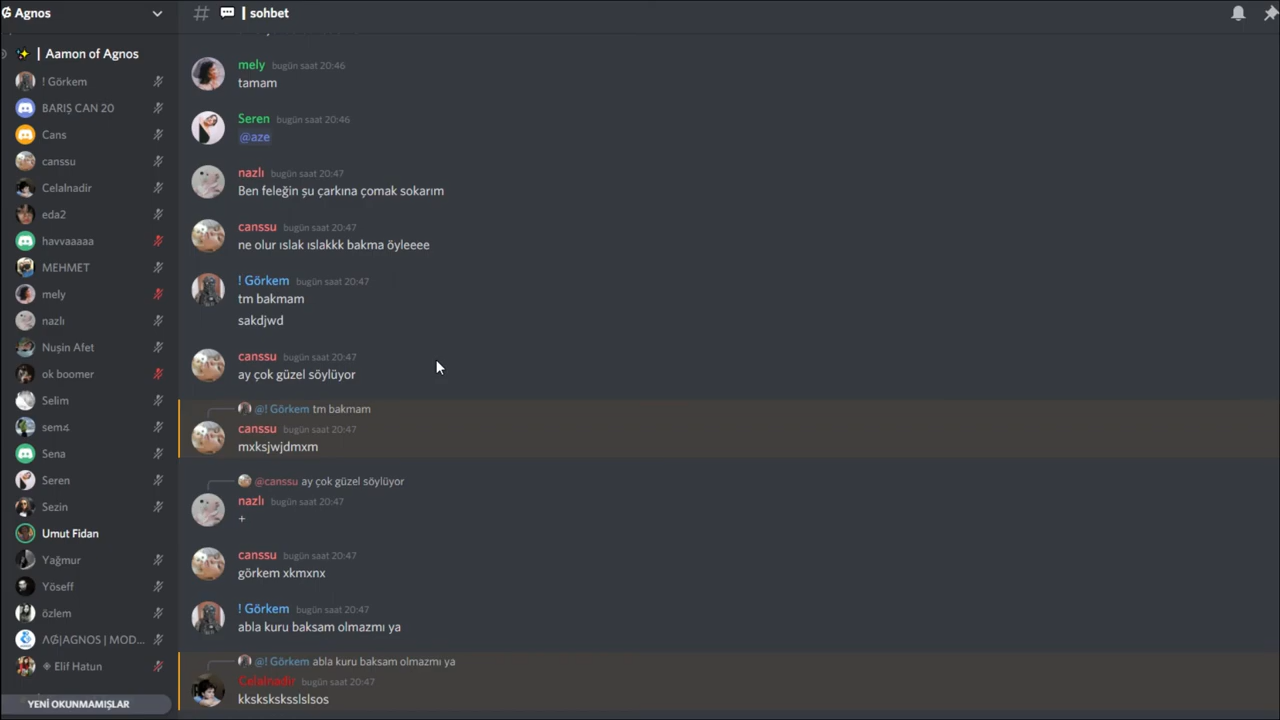 Agnos
| Aamon of Agnos
! Görkem
BARIŞ CAN 20
Cans
canssu
Celalnadir
eda2
havvaaaaa
MEHMET
mely
nazlı
Nuşin Afet
ok boomer
Selim
Sena
Seren
Sezin
Umut Fidan
Yağmur
Yöseff
özlem
|AGNOS | MOD...
Elif Hatun
YENİ OKUNMAMIŞLAR
# | sohbet
mely bugün saat 20:46
tamam
Seren bugün saat 20:46
@aze
nazlı bugün saat 20:47
Ben feleğin şu çarkına çomak sokarım
canssu bugün saat 20:47
ne olur ıslak ıslakkk bakma öyleeee
! Görkem bugün saat 20:47
tm bakmam
sakdjwd
canssu bugün saat 20:47
ay çok güzel söylüyor
@! Görkem tm bakmam
canssu bugün saat 20:47
mxksjwjdmxm
@canssu ay çok güzel söylüyor
nazlı bugün saat 20:47
+
canssu bugün saat 20:47
görkem xkmxnx
! Görkem bugün saat 20:47
abla kuru baksam olmazmı ya
@! Görkem abla kuru baksam olmazmı ya
Celalnadir bugün saat 20:47
kksksksksslslsos